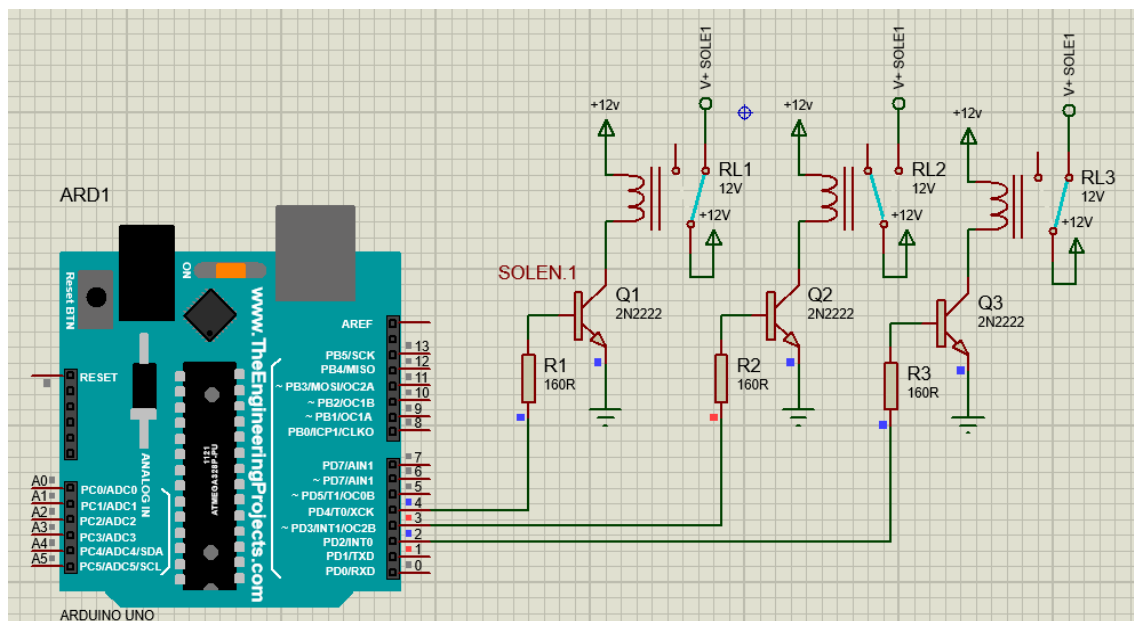 ARD1
ARDUINO UNO
Reset BTN
ON
www.TheEngineeringProjects.com
ANALOG IN
1121
ATMEGA328P-PU
RESET
A0
A1
A2
A3
A4
A5
PC0/ADC0
PC1/ADC1
PC2/ADC2
PC3/ADC3
PC4/ADC4/SDA
PC5/ADC5/SCL
AREF
PB5/SCK
PB4/MISO
~ PB3/MOSI/OC2A
~ PB2/OC1B
~ PB1/OC1A
PB0/ICP1/CLKO
PD7/AIN1
~ PD7/AIN1
~ PD5/T1/OC0B
PD4/T0/XCK
~ PD3/INT1/OC2B
PD2/INT0
PD1/TXD
PD0/RXD
13
12
11
10
9
8
7
6
5
4
3
2
1
0
SOLEN.1
+12v
V+ SOLE1
RL1
12V
+12V
Q1
2N2222
R1
160R
+12v
V+ SOLE1
RL2
12V
+12V
Q2
2N2222
R2
160R
+12v
V+ SOLE1
RL3
12V
+12V
Q3
2N2222
R3
160R